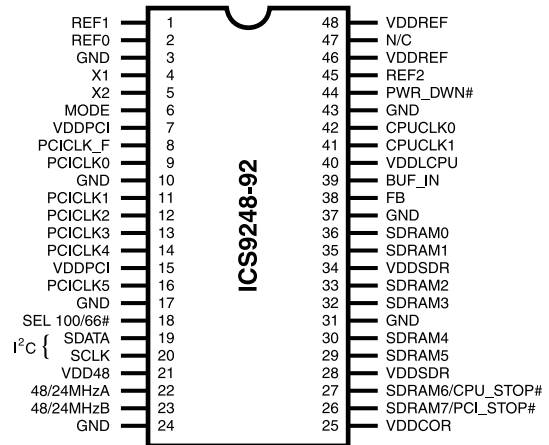 REF1 1 48 VDDREF
REF0 2 47 N/C
GND 3 46 VDDREF
X1 4 45 REF2
X2 5 44 PWR_DWN#
MODE 6 43 GND
VDDPCI 7 42 CPUCLK0
PCICLK_F 8 41 CPUCLK1
PCICLK0 9 40 VDDLCPU
GND 10 39 BUF_IN
PCICLK1 11 38 FB
PCICLK2 12 37 GND
PCICLK3 13 36 SDRAM0
PCICLK4 14 35 SDRAM1
VDDPCI 15 34 VDDSDR
PCICLK5 16 33 SDRAM2
GND 17 32 SDRAM3
SEL 100/66# 18 31 GND
I²C { SDATA 19 30 SDRAM4
SCLK 20 29 SDRAM5
VDD48 21 28 VDDSDR
48/24MHzA 22 27 SDRAM6/CPU_STOP#
48/24MHzB 23 26 SDRAM7/PCI_STOP#
GND 24 25 VDDCOR
ICS9248-92